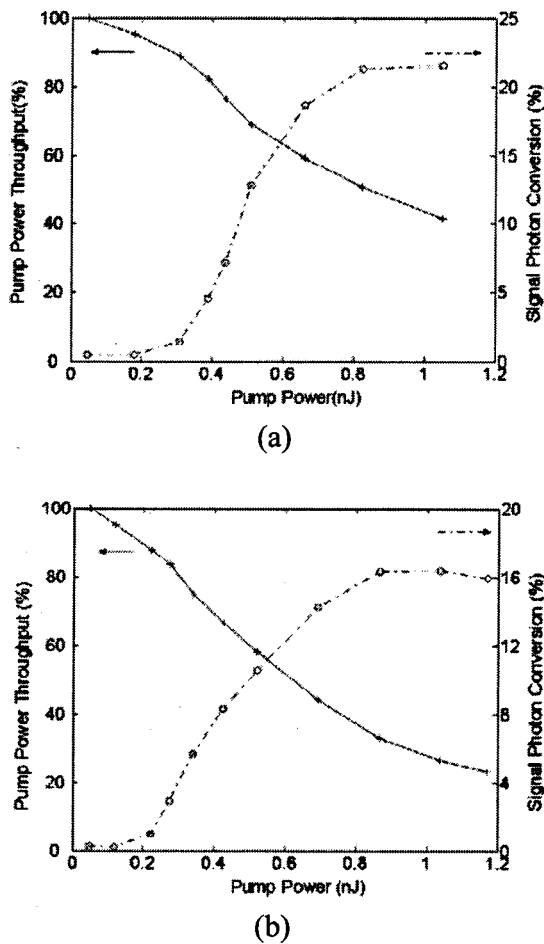 100
80
60
40
20
0
Pump Power Throughput(%)
25
20
15
10
5
0
Signal Photon Conversion (%)
0 0.2 0.4 0.6 0.8 1 1.2
Pump Power(nJ)
(a)
100
80
60
40
20
0
Pump Power Throughput (%)
20
16
12
8
4
0
Signal Photon Conversion (%)
0 0.2 0.4 0.6 0.8 1 1.2
Pump Power (nJ)
(b)